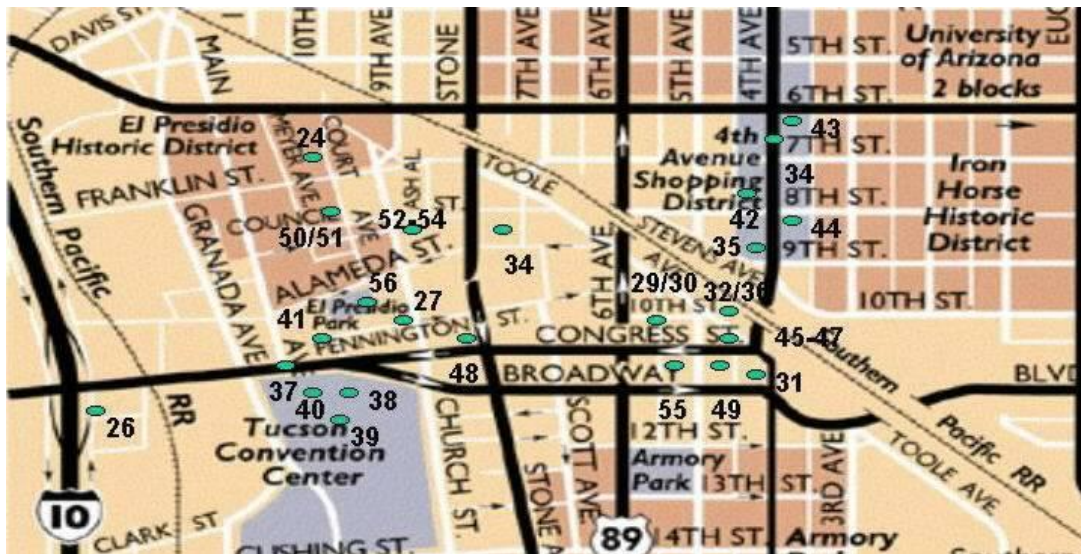 DAVIS ST.
MAIN
10TH AVE
9TH AVE
STONE
7TH AVE
6TH AVE
5TH AVE
4TH AVE
5TH ST.
University
of Arizona
2 blocks
6TH ST.
El Presidio
Historic District
24
COURT
MEYER AVE.
ASH AL.
43
4th
Avenue
Shopping
District
7TH ST.
34
8TH ST.
Iron
Horse
Historic
District
Southern
Pacific
RR
FRANKLIN ST.
COUNCIL
ST.
50/51
52-54
TOOLE
42
44
35
9TH ST.
GRANADA AVE
ALAMEDA ST.
AVE
34
STEVENS AVE
6TH AVE
29/30
32/36
10TH ST.
10TH ST.
56
El Presidio
Park
27
41
PENNINGTON ST.
CONGRESS ST.
45-47
48
BROADWAY
BLVD
37
40
38
39
26
31
55
49
Southern
Pacific RR
Tucson
Convention
Center
CHURCH ST.
SCOTT AVE
STONE
12TH ST.
Armory
Park
13TH ST.
3RD AVE
TOOLE AVE
10
CLARK ST
CUSHING ST.
89
14TH ST.
Armory